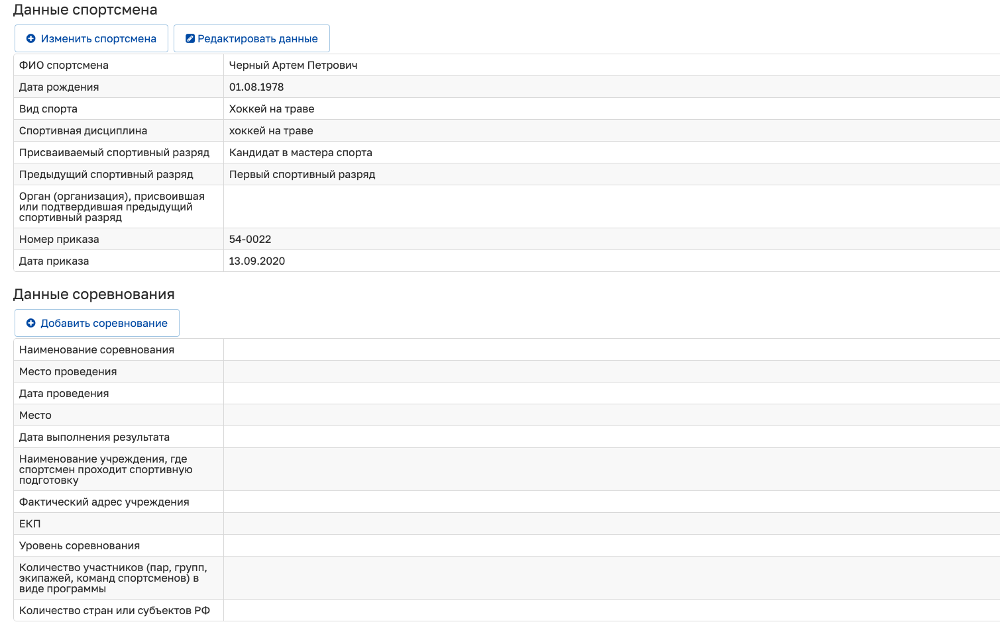 Данные спортсмена
Изменить спортсмена
Редактировать данные
ФИО спортсмена Черный Артем Петрович
Дата рождения 01.08.1978
Вид спорта Хоккей на траве
Спортивная дисциплина хоккей на траве
Присваиваемый спортивный разряд Кандидат в мастера спорта
Предыдущий спортивный разряд Первый спортивный разряд
Орган (организация), присвоившая
или подтвердившая предыдущий
спортивный разряд
Номер приказа 54-0022
Дата приказа 13.09.2020
Данные соревнования
Добавить соревнование
Наименование соревнования
Место проведения
Дата проведения
Место
Дата выполнения результата
Наименование учреждения, где
спортсмен проходит спортивную
подготовку
Фактический адрес учреждения
ЕКП
Уровень соревнования
Количество участников (пар, групп,
экипажей, команд спортсменов) в
виде программы
Количество стран или субъектов РФ